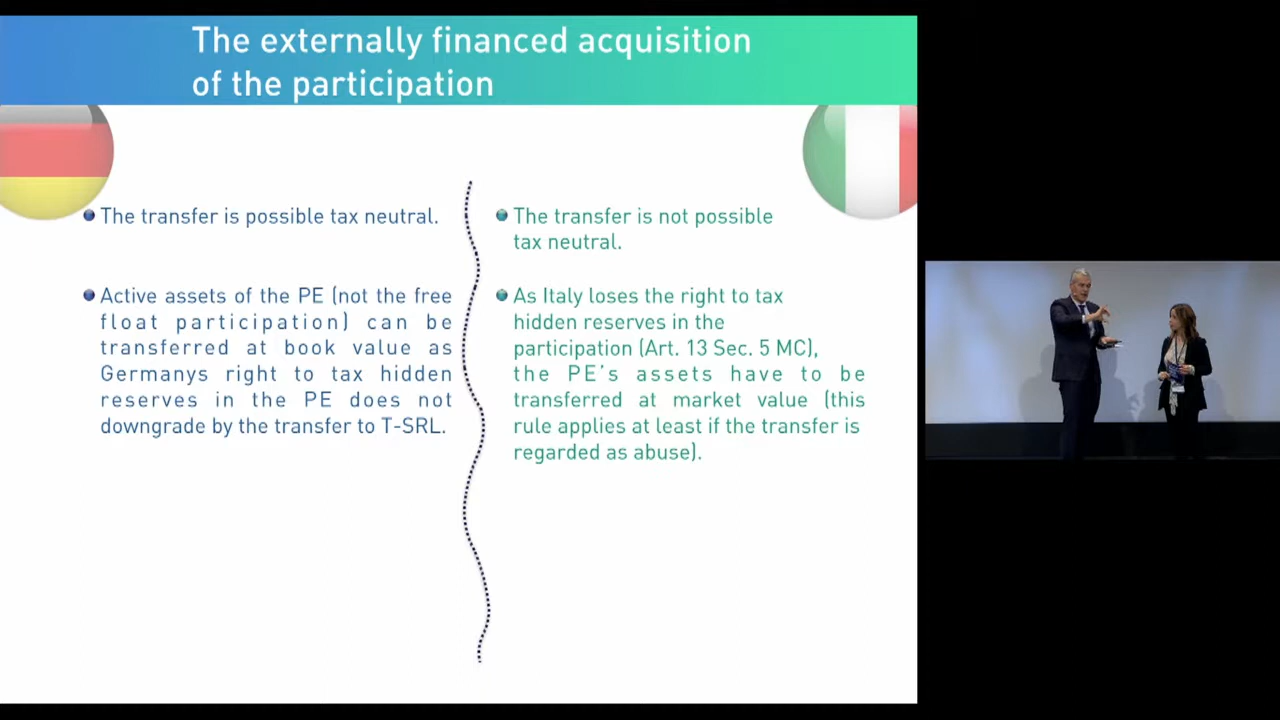 The externally financed acquisition
of the participation
The transfer is possible tax neutral.
Active assets of the PE (not the free
float participation) can be
transferred at book value as
Germanys right to tax hidden
reserves in the PE does not
downgrade by the transfer to T-SRL.
The transfer is not possible
tax neutral.
As Italy loses the right to tax
hidden reserves in the
participation (Art. 13 Sec. 5 MC),
the PE's assets have to be
transferred at market value (this
rule applies at least if the transfer is
regarded as abuse).